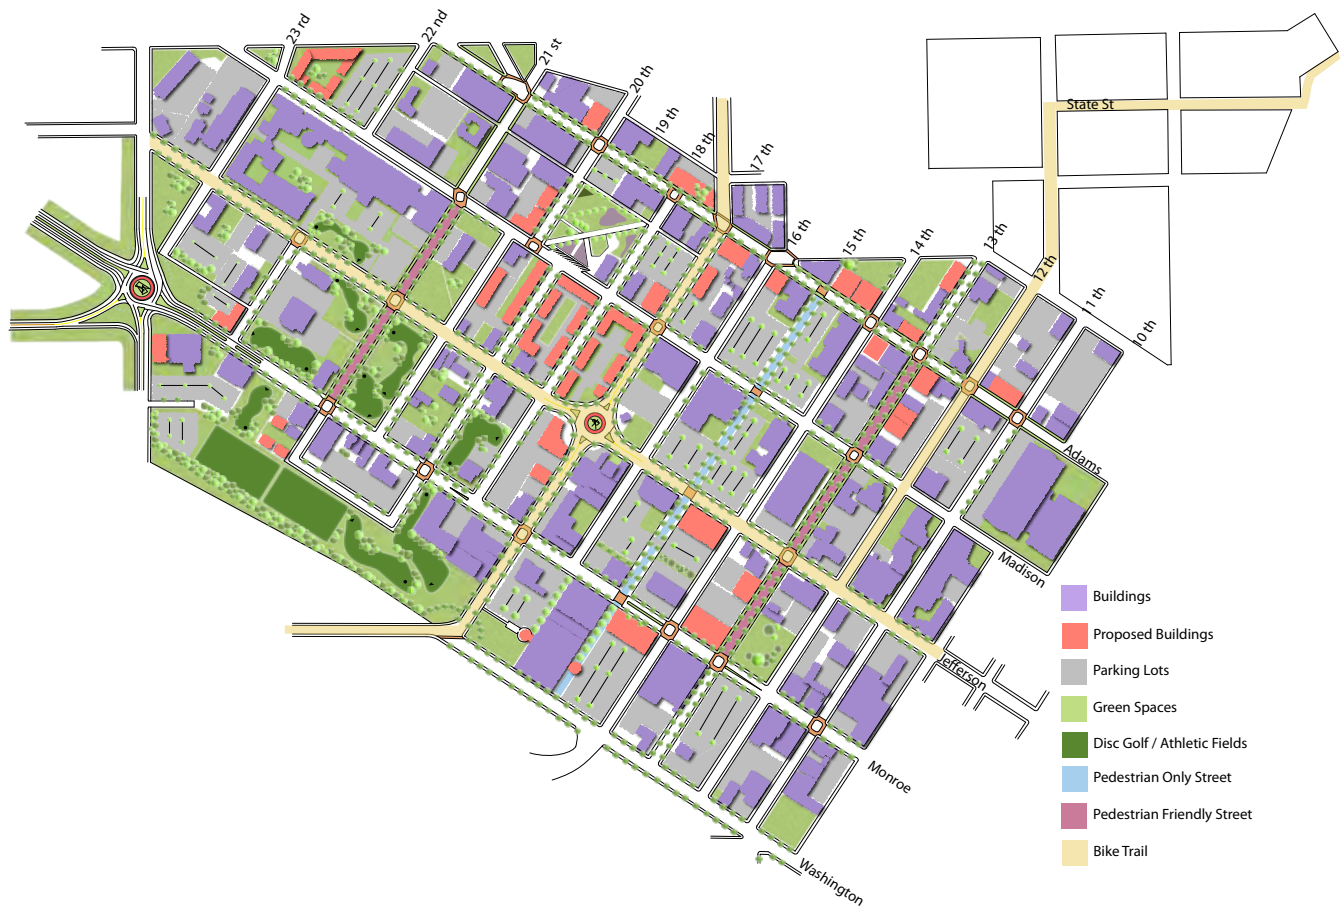 23 rd
22 nd
21 st
20 th
19 th
18 th
17 th
16 th
15 th
14 th
13 th
12 th
11 th
10 th
State St
Adams
Madison
Jefferson
Monroe
Washington
Buildings
Proposed Buildings
Parking Lots
Green Spaces
Disc Golf / Athletic Fields
Pedestrian Only Street
Pedestrian Friendly Street
Bike Trail